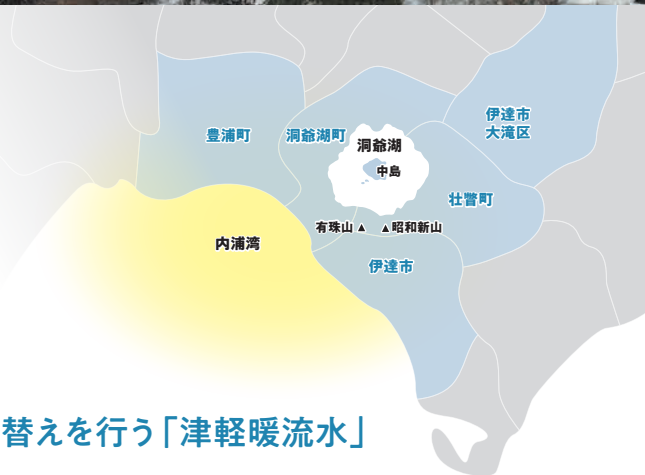 伊達市
大滝区
豊浦町
洞爺湖町
洞爺湖
中島
壮瞥町
有珠山▲ ▲昭和新山
内浦湾
伊達市
替えを行う「津軽暖流水」